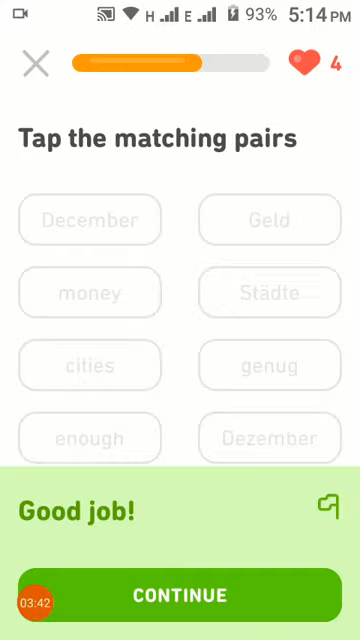 H E 93% 5:14 PM
4
Tap the matching pairs
December Geld
money Städte
cities genug
enough Dezember
Good job!
CONTINUE
03:42